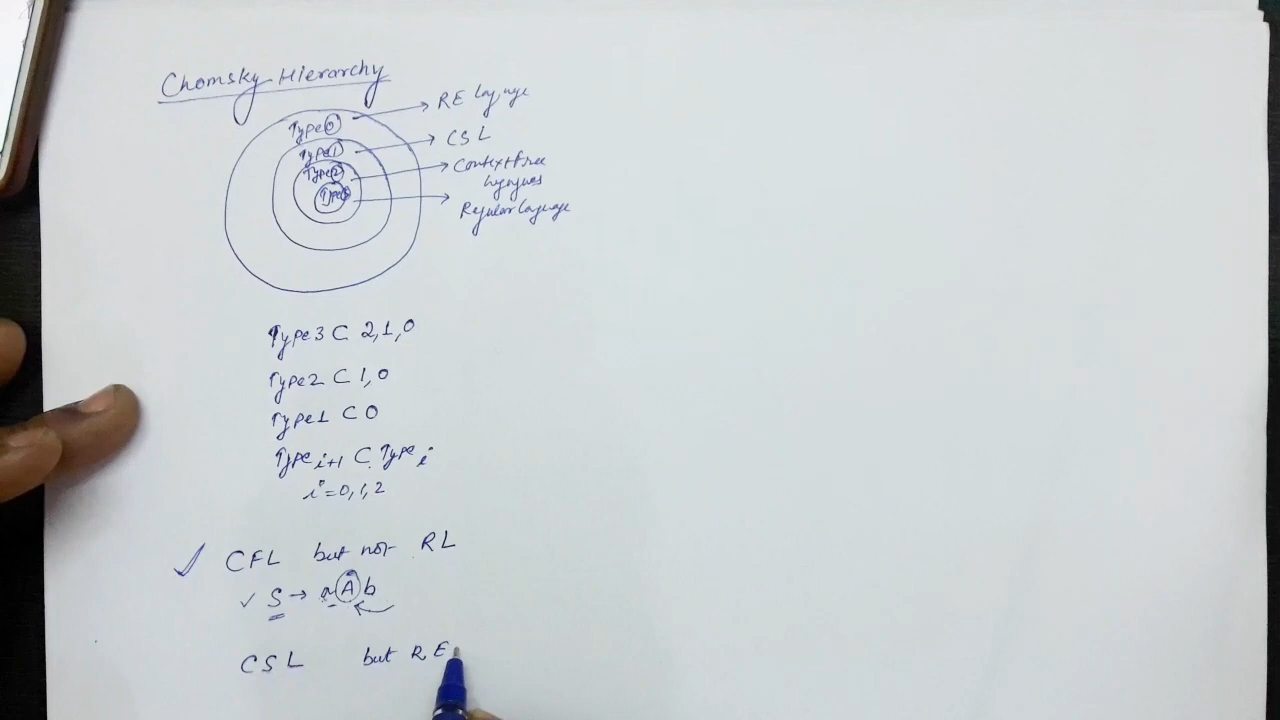 Chomsky Hierarchy
Type 0
RE
Type 1
CSL
Type 2
Context free
Type 3
Regular Language
Type 3 ⊂ 2,1,0
Type 2 ⊂ 1,0
Type 1 ⊂ 0
Type i+1 ⊂ Type i
i=0,1,2
✓ CFL but not RL
✓ S → aAb
CSL but RE